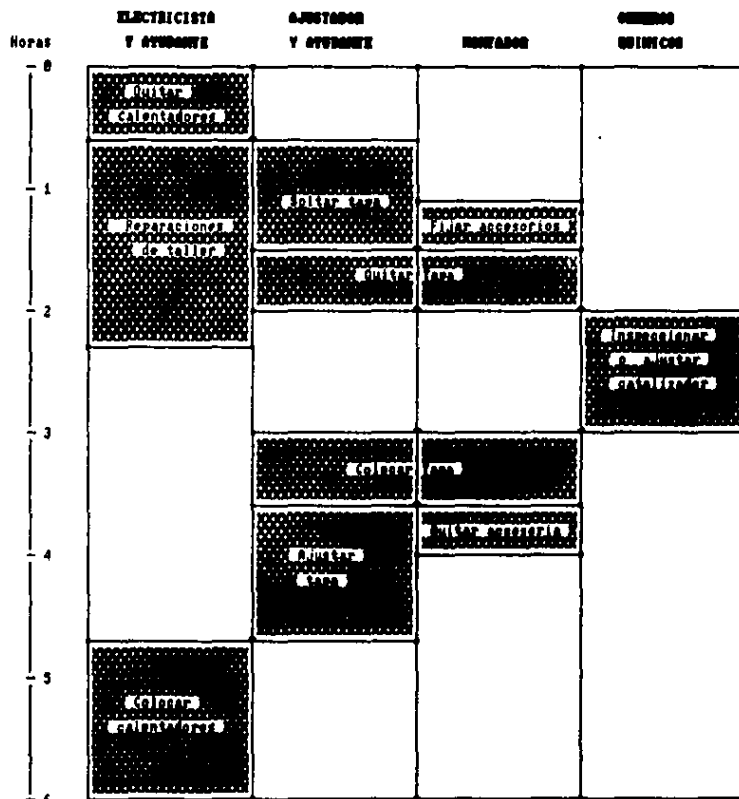 ELECTRICISTA AJUSTADOR OBREROS
Horas Y AYUDANTE Y AYUDANTE MONTADOR QUIMICOS
0
Quitar
calentadores
1
Soltar tapa
Reparaciones Fijar accesorios
de taller
Quitar tapa
2
Inspeccionar
o ajustar
catalizador
3
Colocar tapa
Quitar accesorio
4
Ajustar
tapa
5
Colocar
calentadores
6